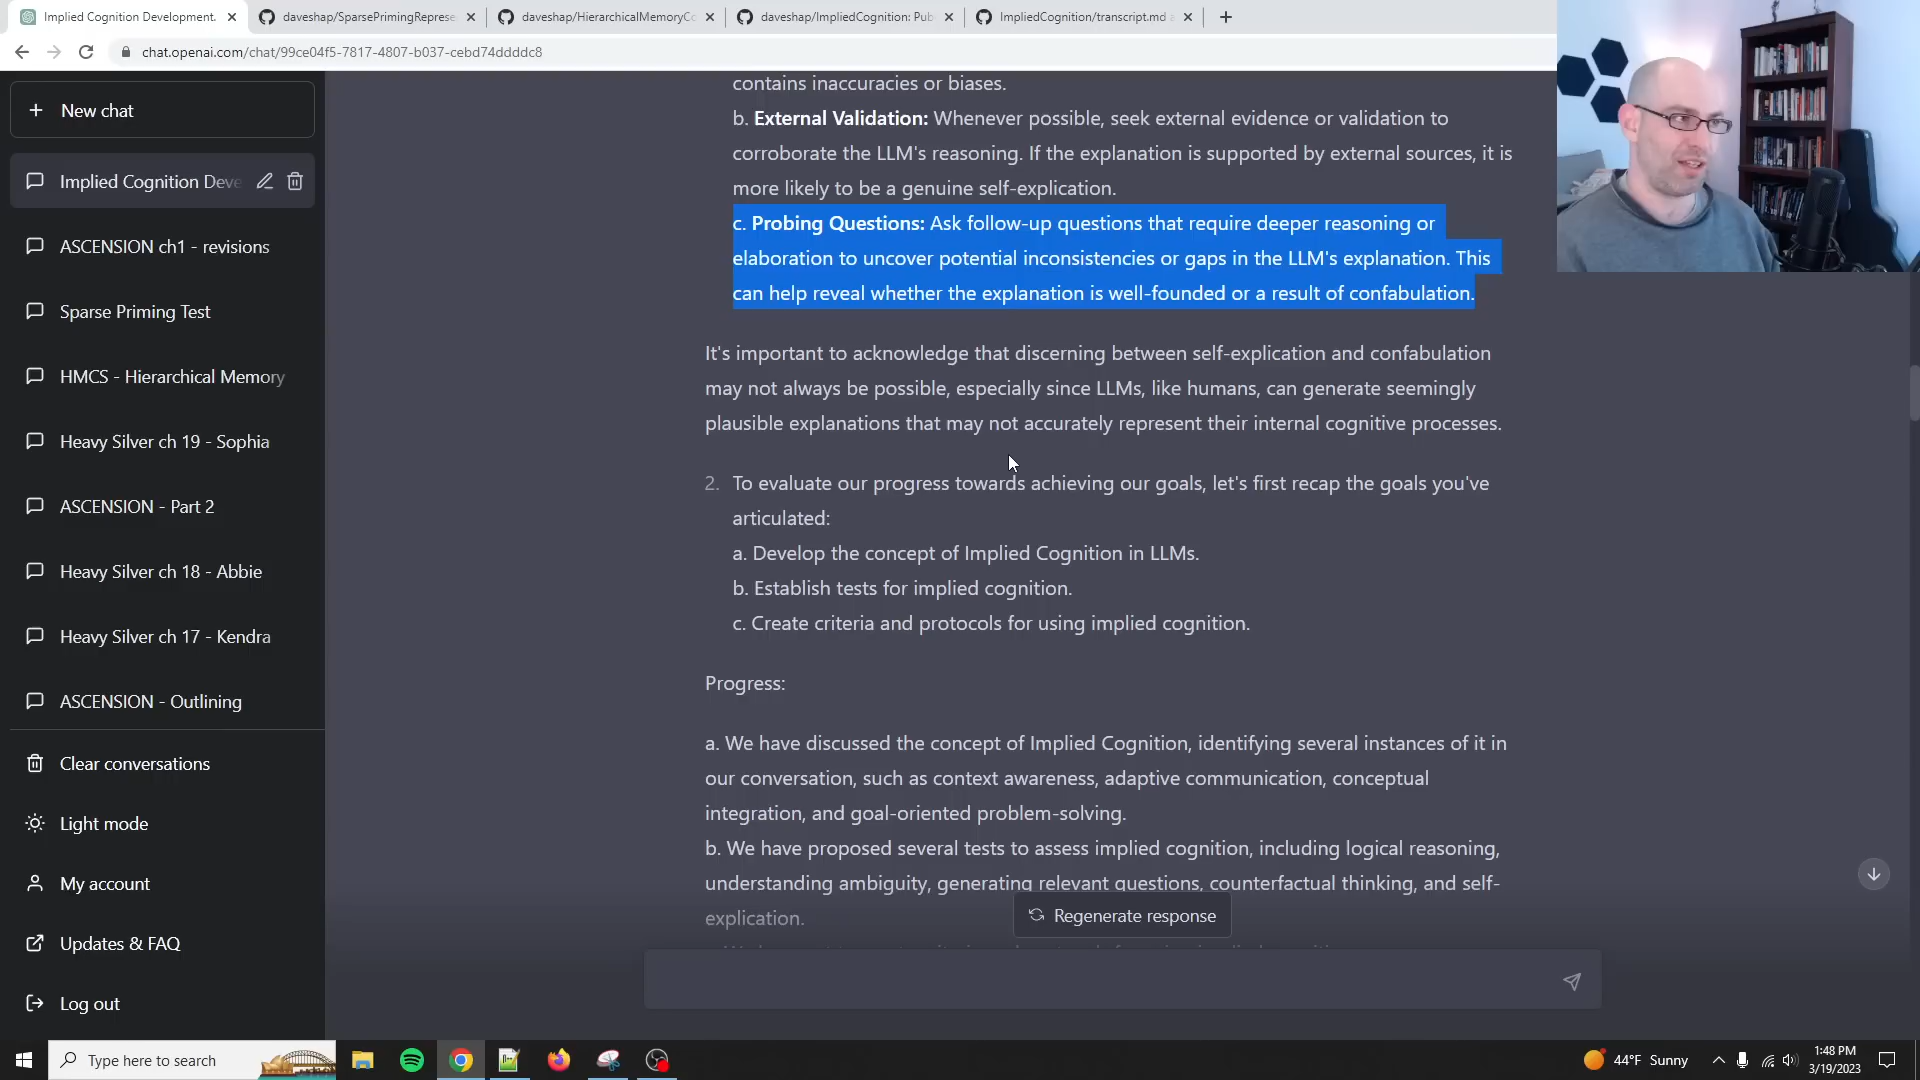 Implied Cognition Development.
daveshap/SparsePrimingReprese
daveshap/HierarchicalMemoryCo
daveshap/ImpliedCognition: Pub
ImpliedCognition/transcript.md a
chat.openai.com/chat/99ce04f5-7817-4807-b037-cebd74ddddc8
New chat
Implied Cognition Deve
ASCENSION ch1 - revisions
Sparse Priming Test
HMCS - Hierarchical Memory
Heavy Silver ch 19 - Sophia
ASCENSION - Part 2
Heavy Silver ch 18 - Abbie
Heavy Silver ch 17 - Kendra
ASCENSION - Outlining
Clear conversations
Light mode
My account
Updates & FAQ
Log out
contains inaccuracies or biases.
b. External Validation: Whenever possible, seek external evidence or validation to
corroborate the LLM's reasoning. If the explanation is supported by external sources, it is
more likely to be a genuine self-explication.
c. Probing Questions: Ask follow-up questions that require deeper reasoning or
elaboration to uncover potential inconsistencies or gaps in the LLM's explanation. This
can help reveal whether the explanation is well-founded or a result of confabulation.
It's important to acknowledge that discerning between self-explication and confabulation
may not always be possible, especially since LLMs, like humans, can generate seemingly
plausible explanations that may not accurately represent their internal cognitive processes.
2. To evaluate our progress towards achieving our goals, let's first recap the goals you've
articulated:
a. Develop the concept of Implied Cognition in LLMs.
b. Establish tests for implied cognition.
c. Create criteria and protocols for using implied cognition.
Progress:
a. We have discussed the concept of Implied Cognition, identifying several instances of it in
our conversation, such as context awareness, adaptive communication, conceptual
integration, and goal-oriented problem-solving.
b. We have proposed several tests to assess implied cognition, including logical reasoning,
understanding ambiguity, generating relevant questions, counterfactual thinking, and self-
explication.
Regenerate response
Type here to search
44°F Sunny
1:48 PM
3/19/2023